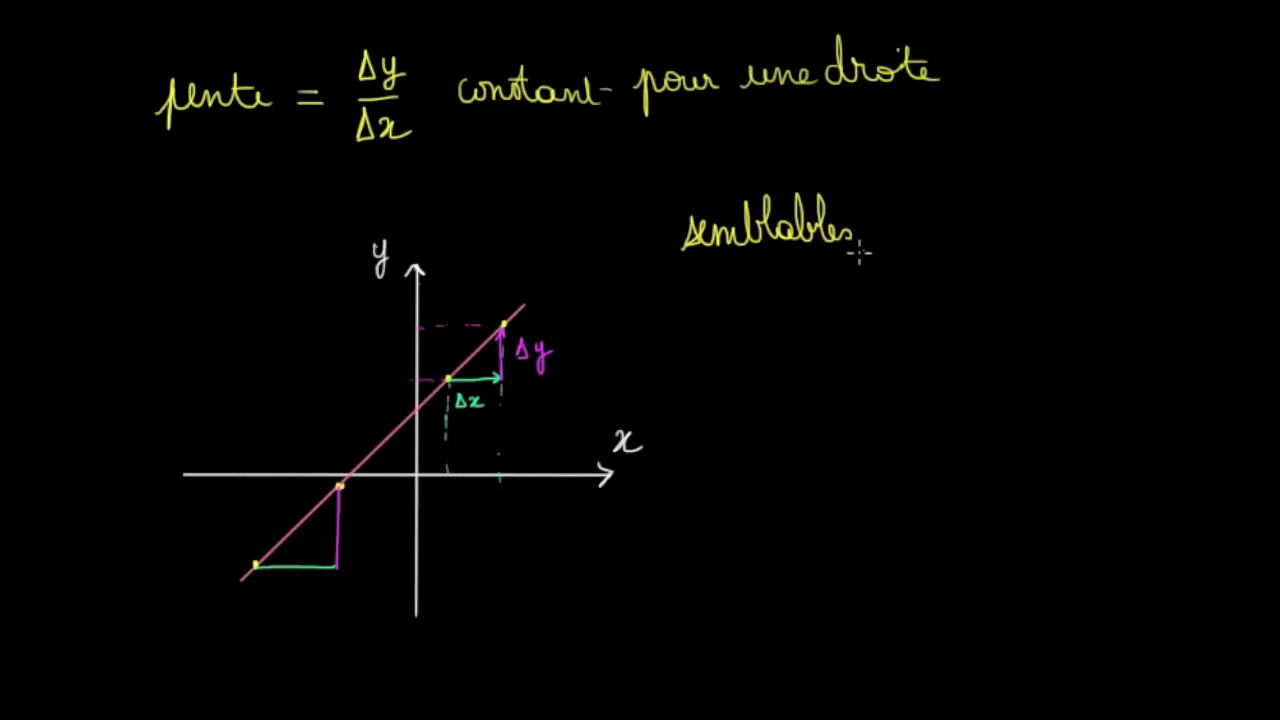 pente = Δy/Δx constant pour une droite
semblables
y
Δy
Δx
x